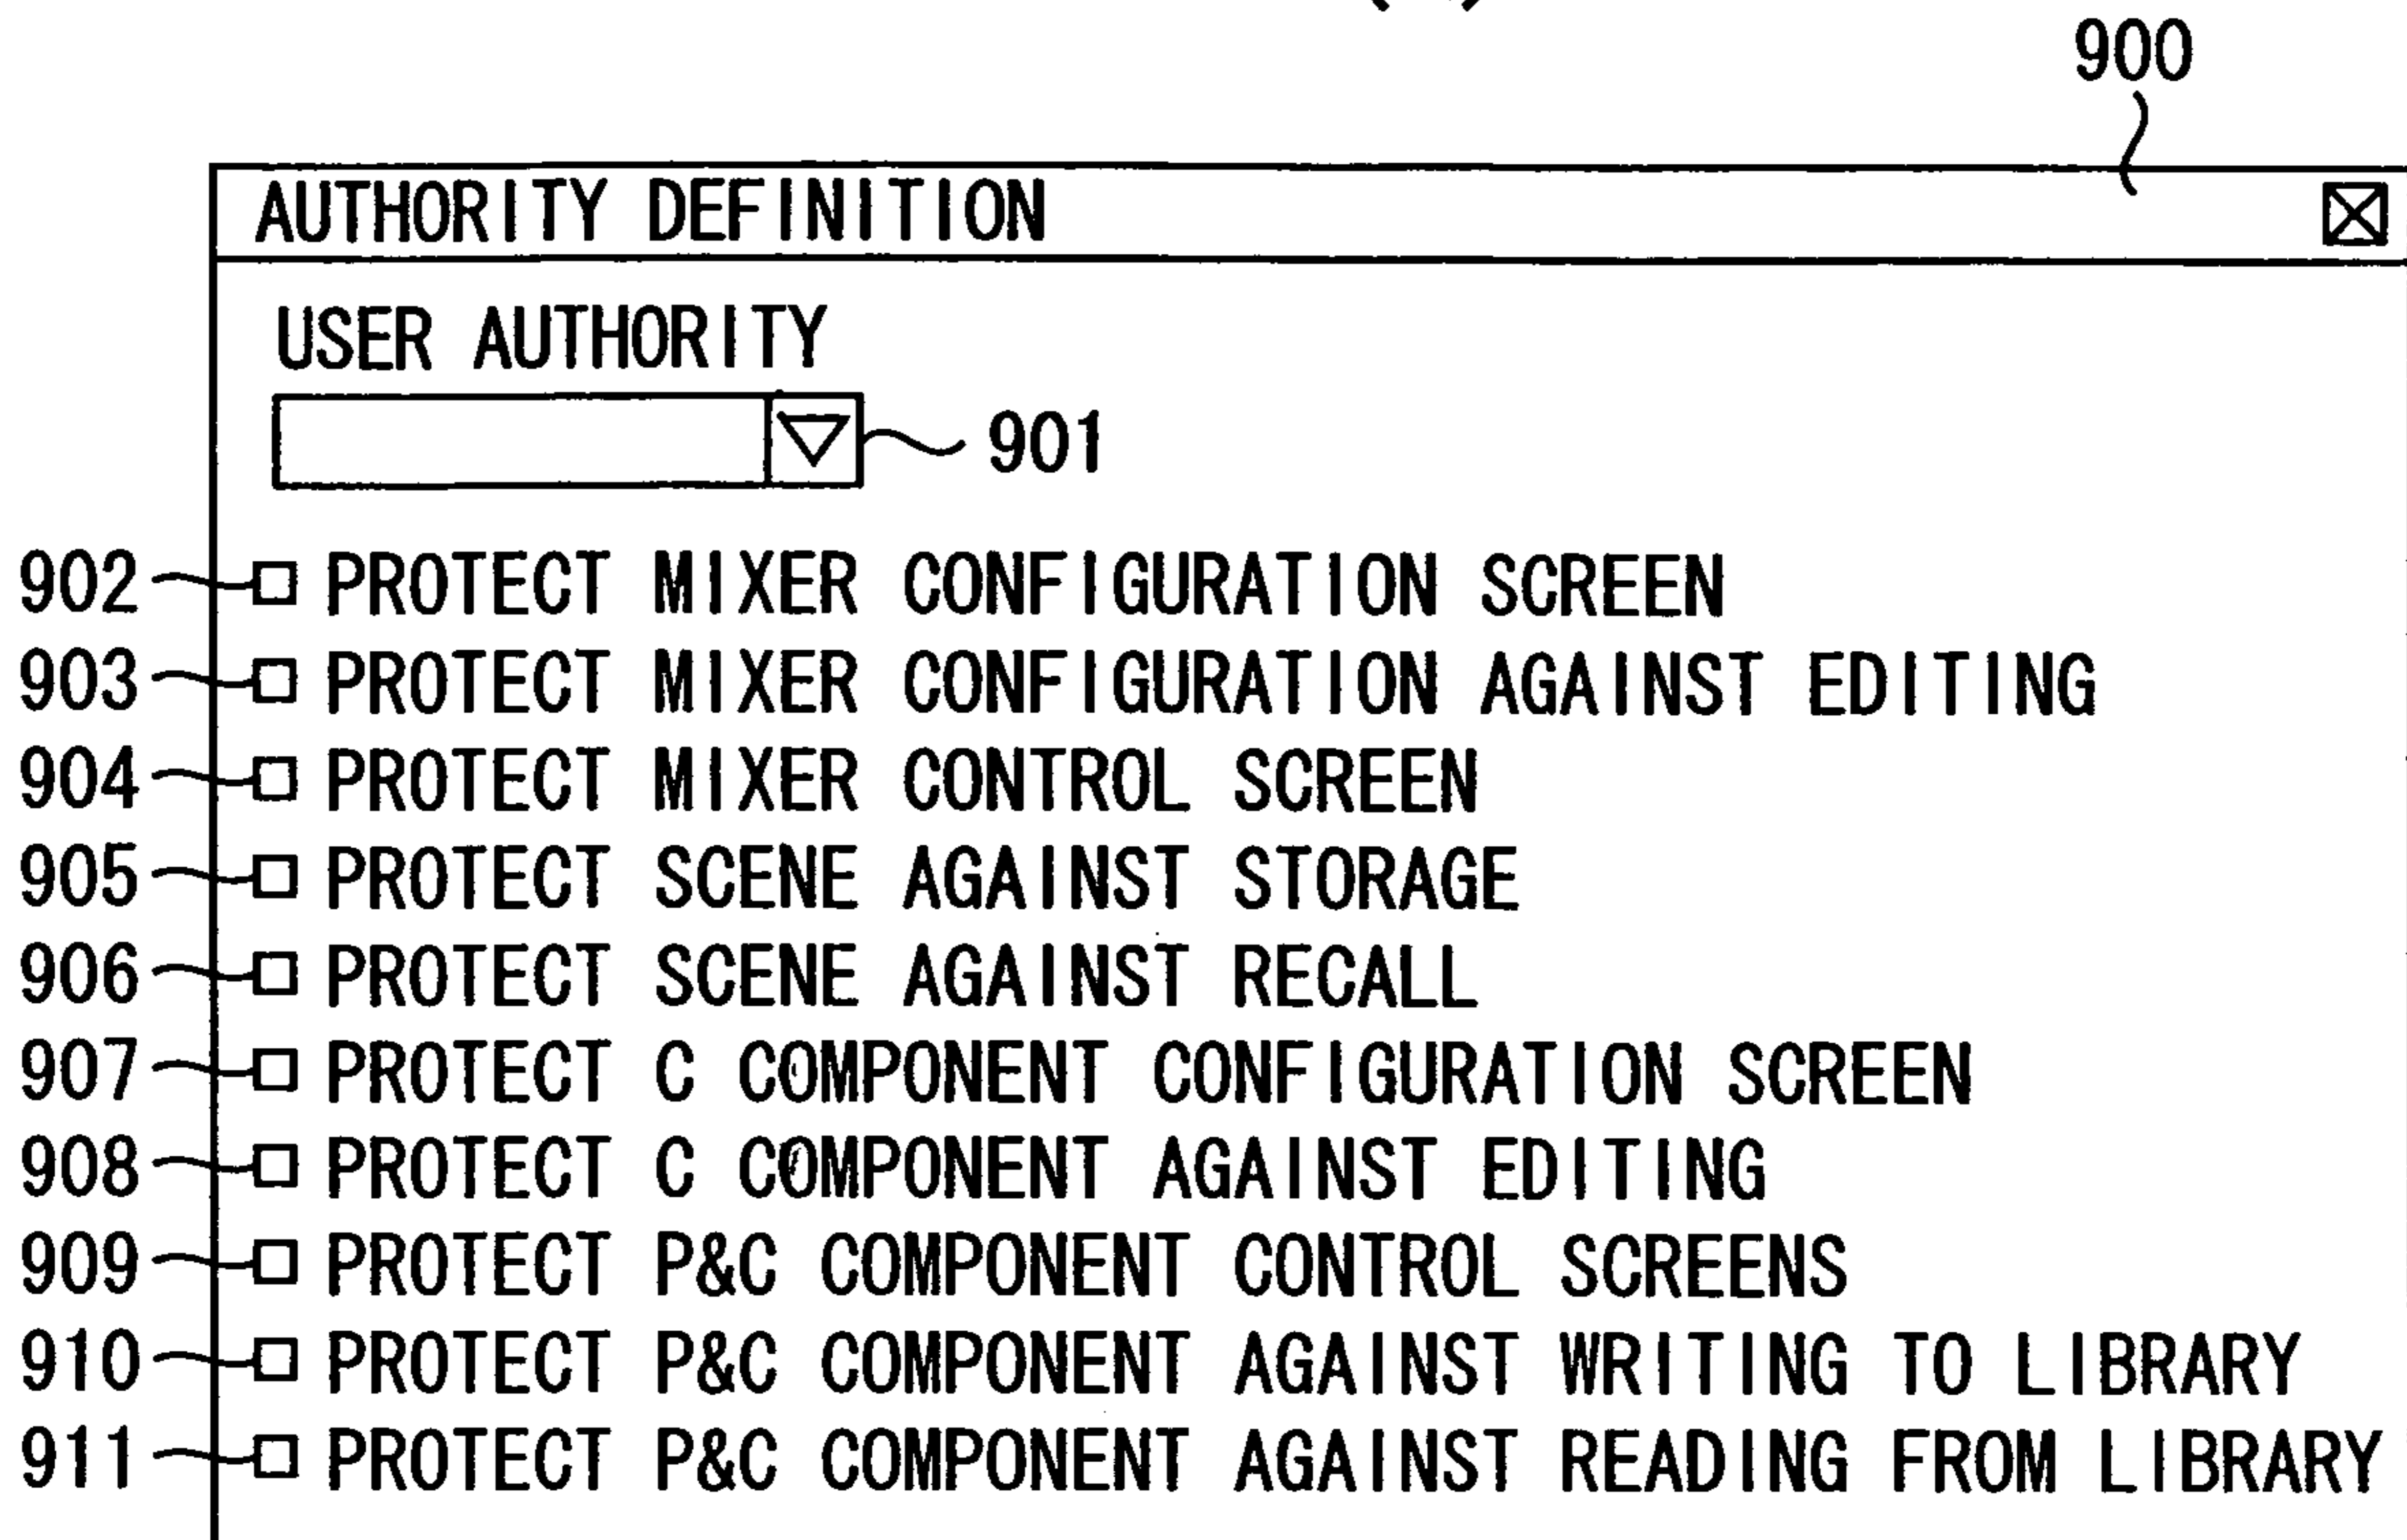 900
AUTHORITY DEFINITION
USER AUTHORITY
901
902 PROTECT MIXER CONFIGURATION SCREEN
903 PROTECT MIXER CONFIGURATION AGAINST EDITING
904 PROTECT MIXER CONTROL SCREEN
905 PROTECT SCENE AGAINST STORAGE
906 PROTECT SCENE AGAINST RECALL
907 PROTECT C COMPONENT CONFIGURATION SCREEN
908 PROTECT C COMPONENT AGAINST EDITING
909 PROTECT P&C COMPONENT CONTROL SCREENS
910 PROTECT P&C COMPONENT AGAINST WRITING TO LIBRARY
911 PROTECT P&C COMPONENT AGAINST READING FROM LIBRARY